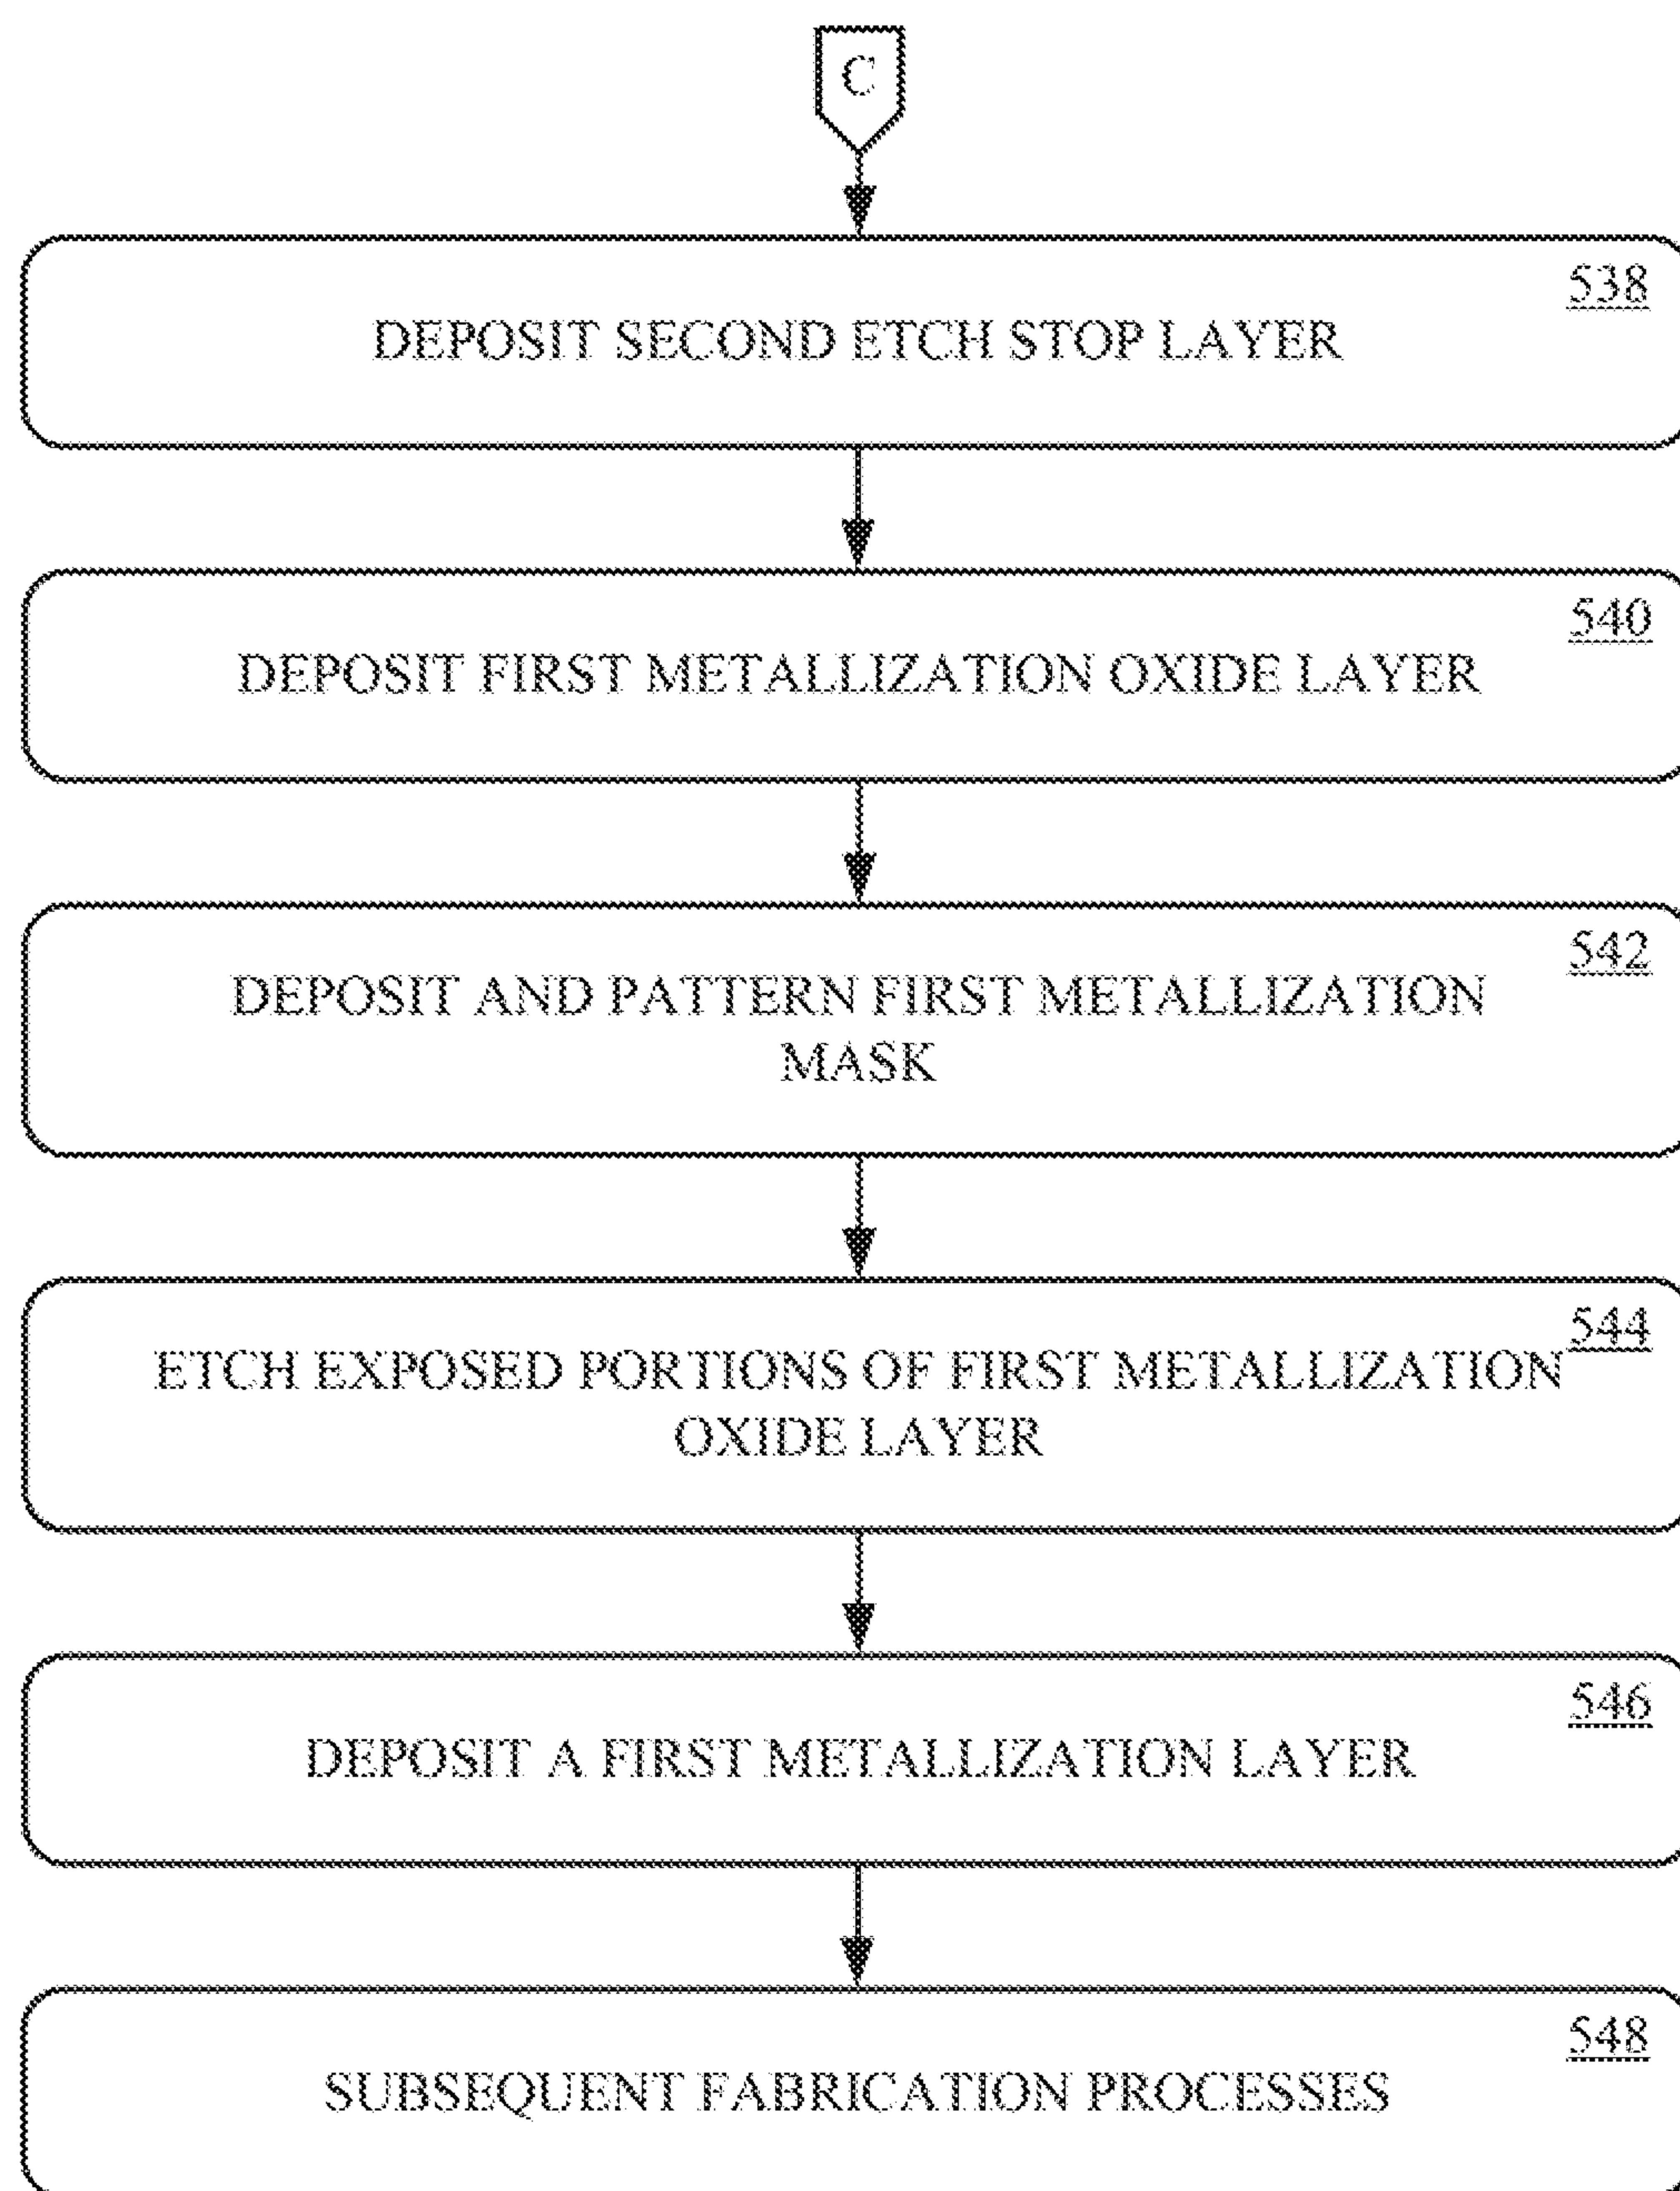 C
538
DEPOSIT SECOND ETCH STOP LAYER
540
DEPOSIT FIRST METALLIZATION OXIDE LAYER
542
DEPOSIT AND PATTERN FIRST METALLIZATION
MASK
544
ETCH EXPOSED PORTIONS OF FIRST METALLIZATION
OXIDE LAYER
546
DEPOSIT A FIRST METALLIZATION LAYER
548
SUBSEQUENT FABRICATION PROCESSES